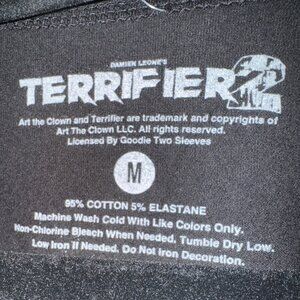 DAMIEN LEONE'S
TERRIFIER 2
Art the Clown and Terrifier are trademark and copyrights of
Art The Clown LLC. All rights reserved.
Licensed By Goodie Two Sleeves
M
95% COTTON 5% ELASTANE
Machine Wash Cold With Like Colors Only.
Non-Chlorine Bleach When Needed. Tumble Dry Low.
Low Iron If Needed. Do Not Iron Decoration.